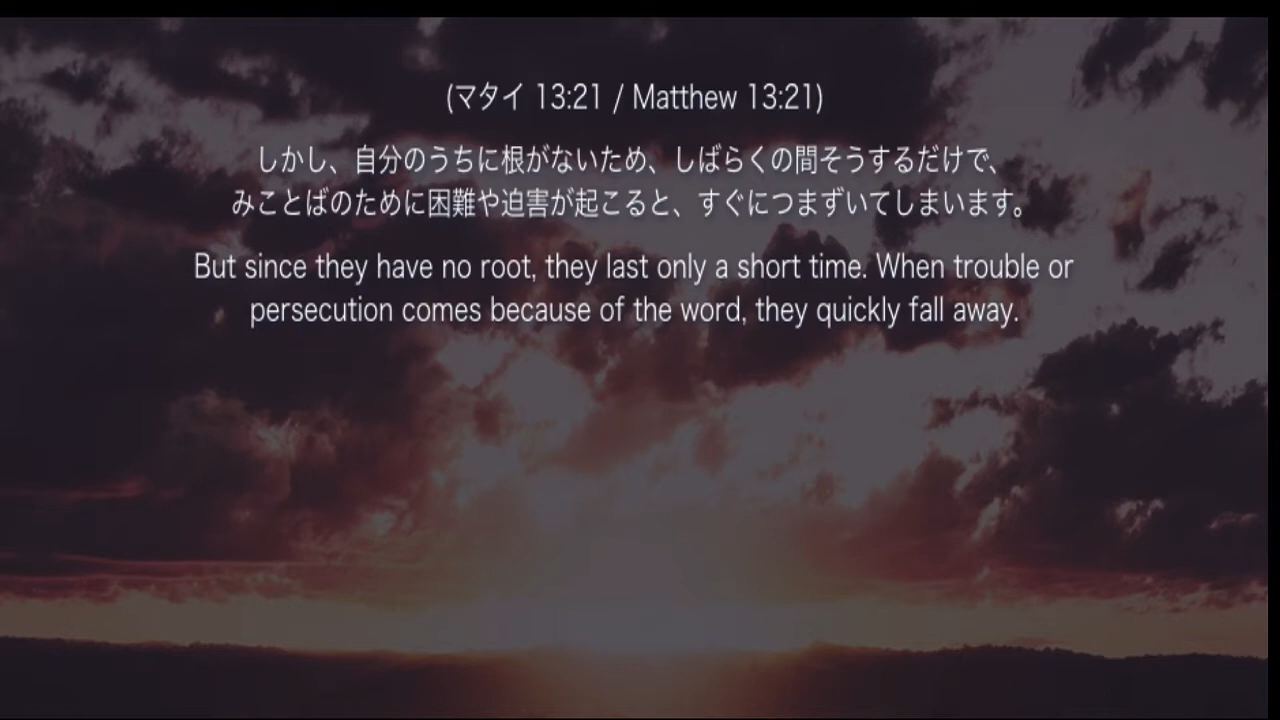 (マタイ 13:21 / Matthew 13:21)
しかし、自分のうちに根がないため、しばらくの間そうするだけで、
みことばのために困難や迫害が起こると、すぐにつまずいてしまいます。
But since they have no root, they last only a short time. When trouble or
persecution comes because of the word, they quickly fall away.